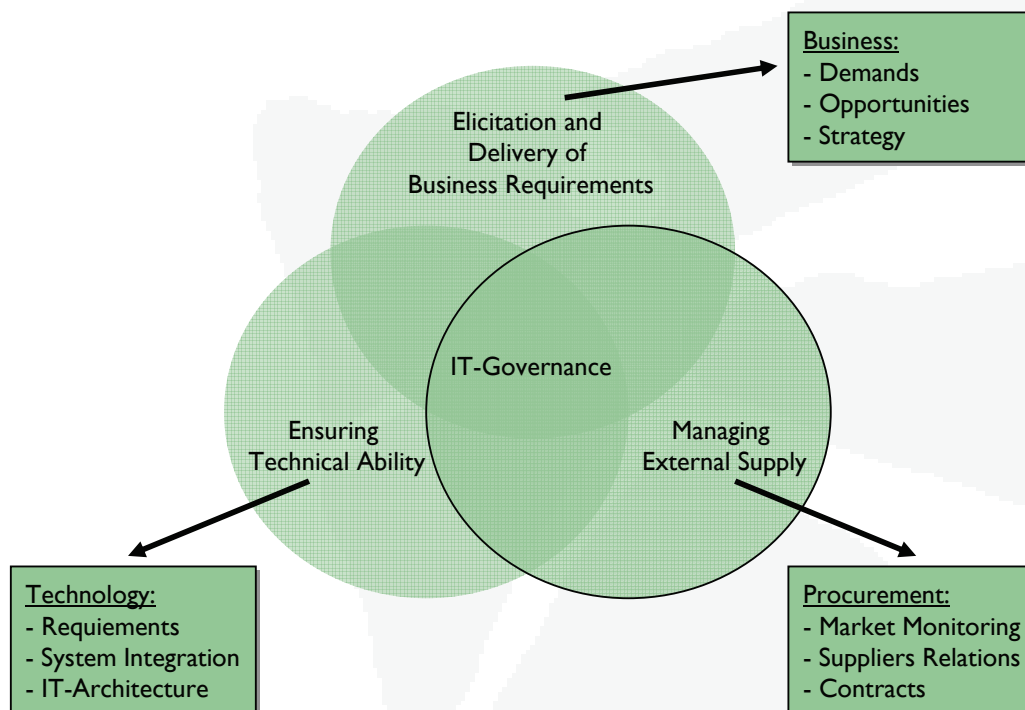 Business:
- Demands
- Opportunities
- Strategy
Elicitation and
Delivery of
Business Requirements
IT-Governance
Ensuring
Technical Ability
Managing
External Supply
Technology:
- Requiements
- System Integration
- IT-Architecture
Procurement:
- Market Monitoring
- Suppliers Relations
- Contracts